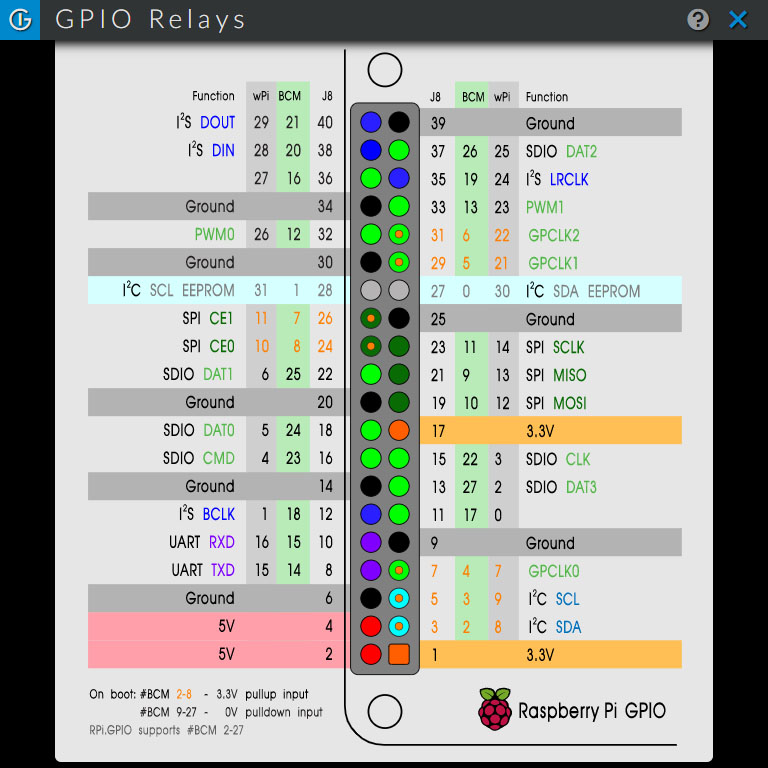 GPIO Relays
Function wPi BCM J8 J8 BCM wPi Function
I²S DOUT 29 21 40 39 Ground
I²S DIN 28 20 38 37 26 25 SDIO DAT2
27 16 36 35 19 24 I²S LRCLK
Ground 34 33 13 23 PWM1
PWM0 26 12 32 31 6 22 GPCLK2
Ground 30 29 5 21 GPCLK1
I²C SCL EEPROM 31 1 28 27 0 30 I²C SDA EEPROM
SPI CE1 11 7 26 25 Ground
SPI CE0 10 8 24 23 11 14 SPI SCLK
SDIO DAT1 6 25 22 21 9 13 SPI MISO
Ground 20 19 10 12 SPI MOSI
SDIO DAT0 5 24 18 17 3.3V
SDIO CMD 4 23 16 15 22 3 SDIO CLK
Ground 14 13 27 2 SDIO DAT3
I²S BCLK 1 18 12 11 17 0
UART RXD 16 15 10 9 Ground
UART TXD 15 14 8 7 4 7 GPCLK0
Ground 6 5 3 9 I²C SCL
5V 4 3 2 8 I²C SDA
5V 2 1 3.3V
On boot: #BCM 2-8 - 3.3V pullup input
#BCM 9-27 - 0V pulldown input
RPi.GPIO supports #BCM 2-27
Raspberry Pi GPIO